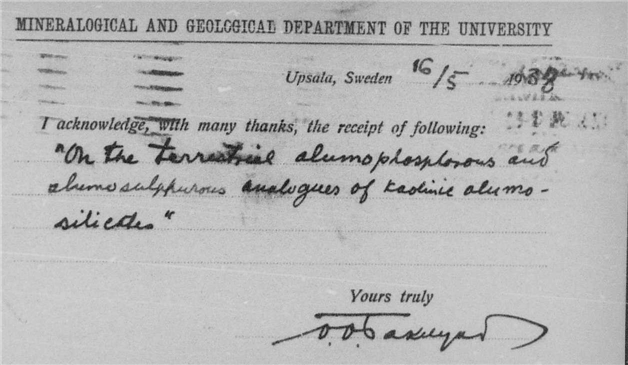 MINERALOGICAL AND GEOLOGICAL DEPARTMENT OF THE UNIVERSITY
Upsala, Sweden 16/5 1938
I acknowledge, with many thanks, the receipt of following:
"On the terrestrial alumophosphorous and
alumosulphurous analogues of kaolinic alumo-
silicates"
Yours truly